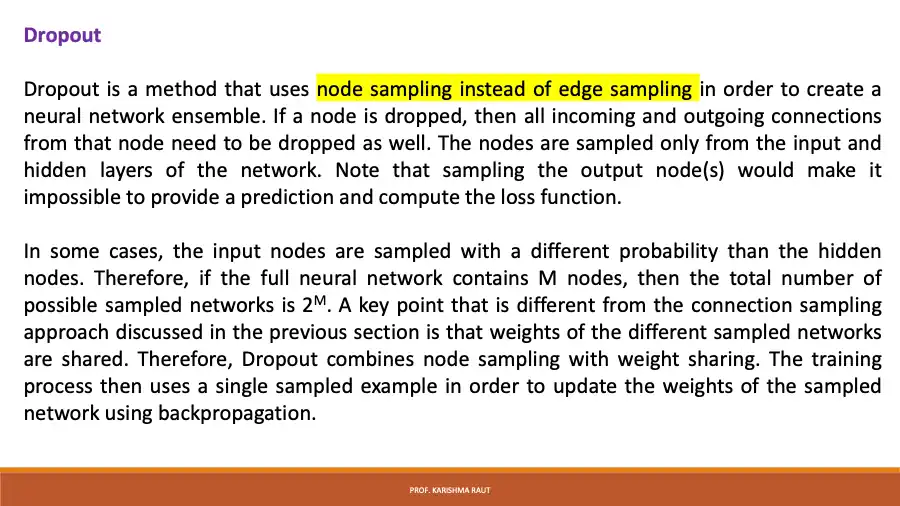 Dropout
Dropout is a method that uses node sampling instead of edge sampling in order to create a
neural network ensemble. If a node is dropped, then all incoming and outgoing connections
from that node need to be dropped as well. The nodes are sampled only from the input and
hidden layers of the network. Note that sampling the output node(s) would make it
impossible to provide a prediction and compute the loss function.
In some cases, the input nodes are sampled with a different probability than the hidden
nodes. Therefore, if the full neural network contains M nodes, then the total number of
possible sampled networks is 2ᴹ. A key point that is different from the connection sampling
approach discussed in the previous section is that weights of the different sampled networks
are shared. Therefore, Dropout combines node sampling with weight sharing. The training
process then uses a single sampled example in order to update the weights of the sampled
network using backpropagation.
PROF. KARISHMA RAUT